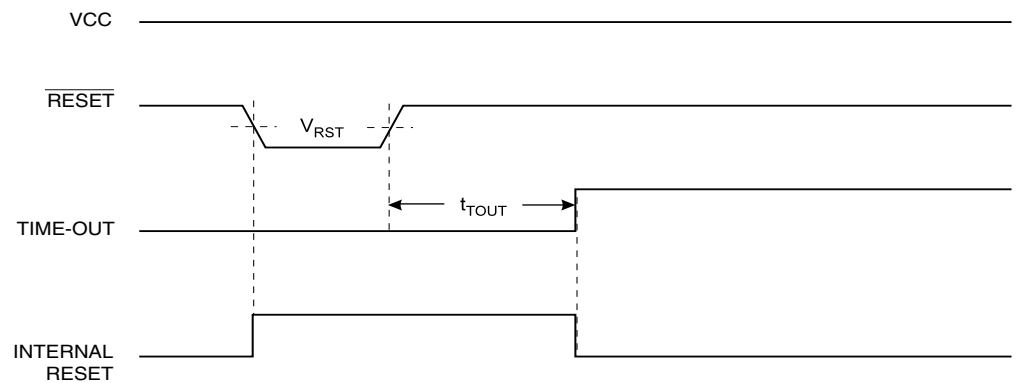 VCC
RESET
VRST
tTOUT
TIME-OUT
INTERNAL
RESET